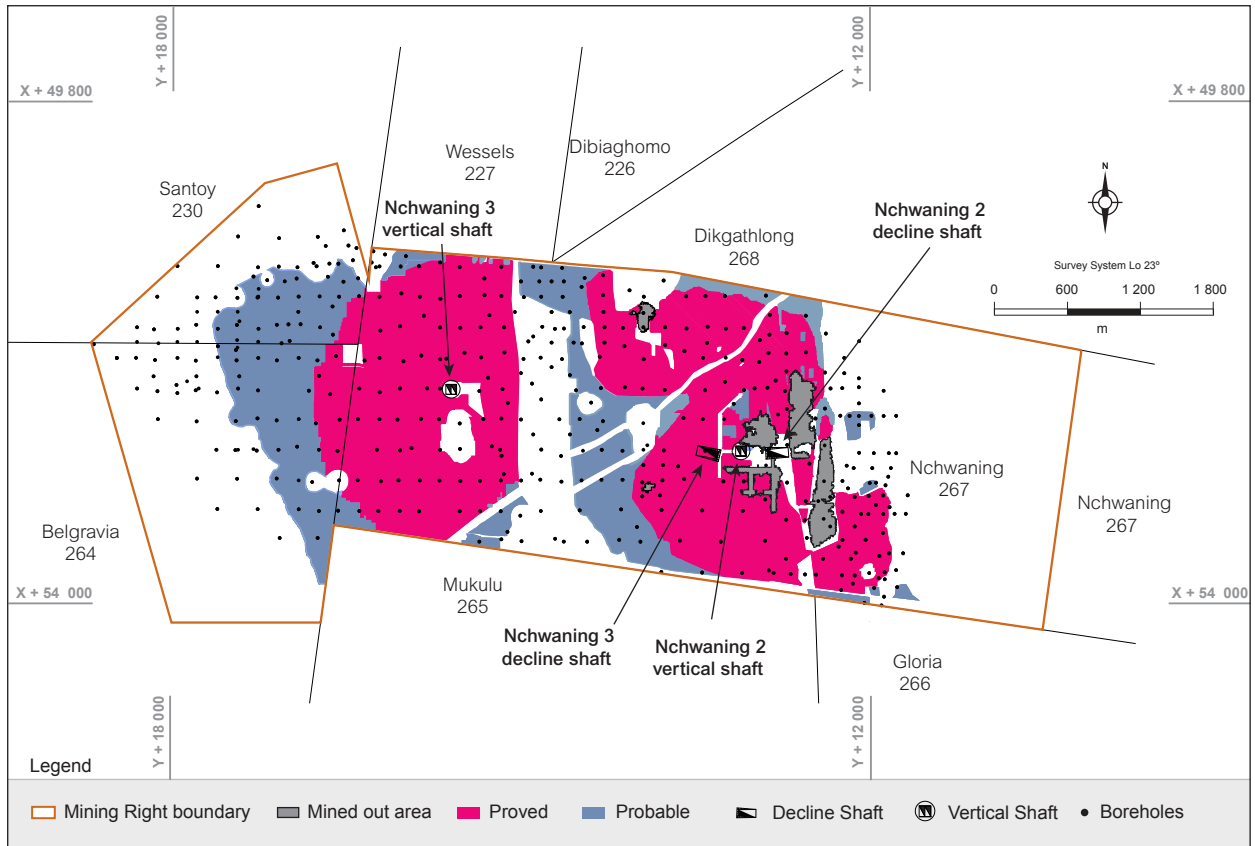 Y + 18 000
Y + 12 000
X + 49 800
X + 49 800
Wessels
227
Dibiaghomo
226
Santoy
230
Nchwaning 3
vertical shaft
Nchwaning 2
decline shaft
Dikgathlong
268
N
Survey System Lo 23º
0 600 1 200 1 800
m
Nchwaning
267
Nchwaning
267
Belgravia
264
Mukulu
265
X + 54 000
X + 54 000
Nchwaning 3
decline shaft
Nchwaning 2
vertical shaft
Gloria
266
Y + 18 000
Y + 12 000
Legend
Mining Right boundary Mined out area Proved Probable Decline Shaft Vertical Shaft Boreholes